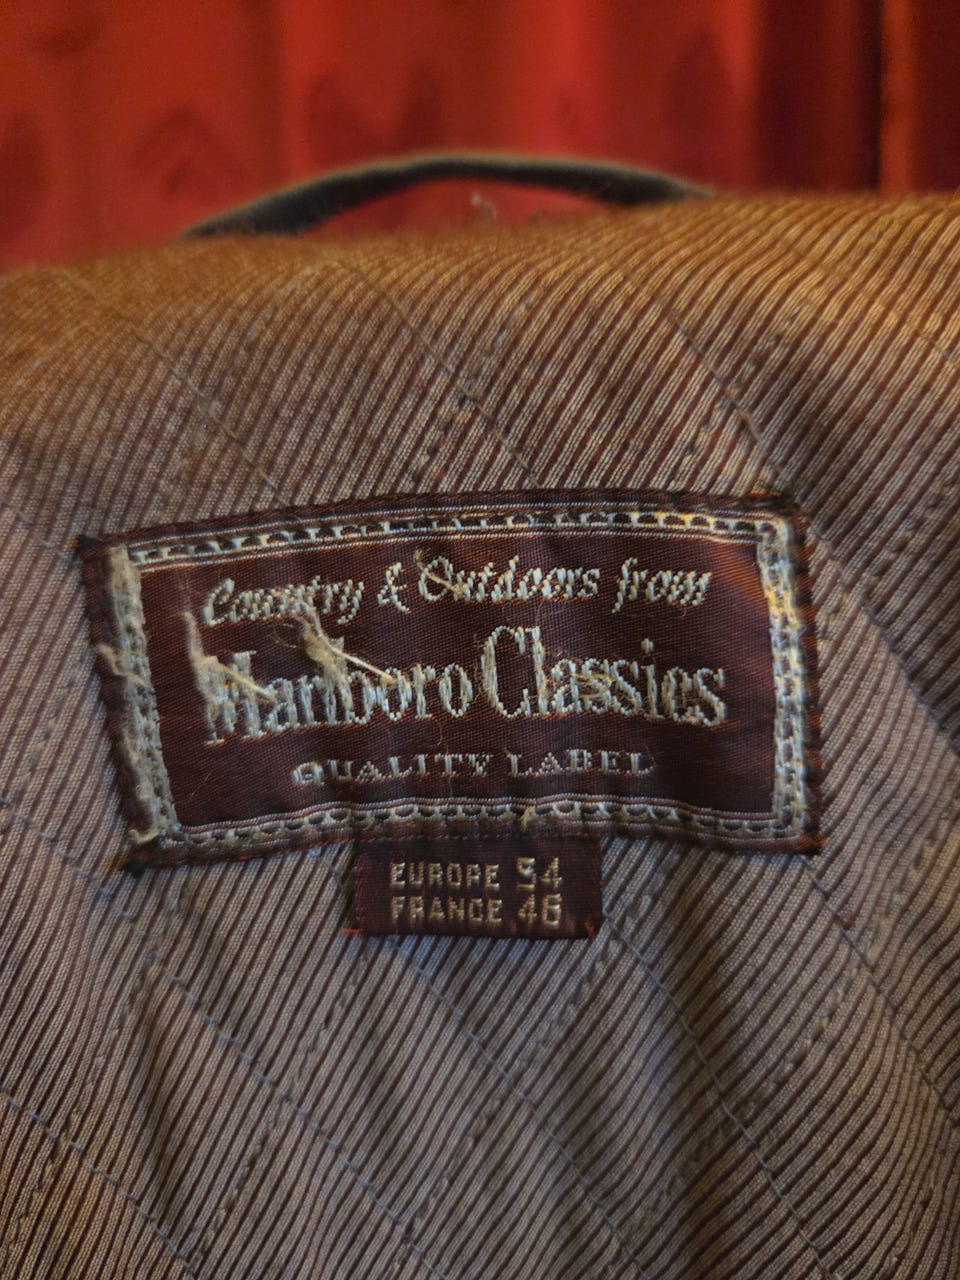 Country & Outdoors from
Marlboro Classics
QUALITY LABEL
EUROPE 54
FRANCE 46